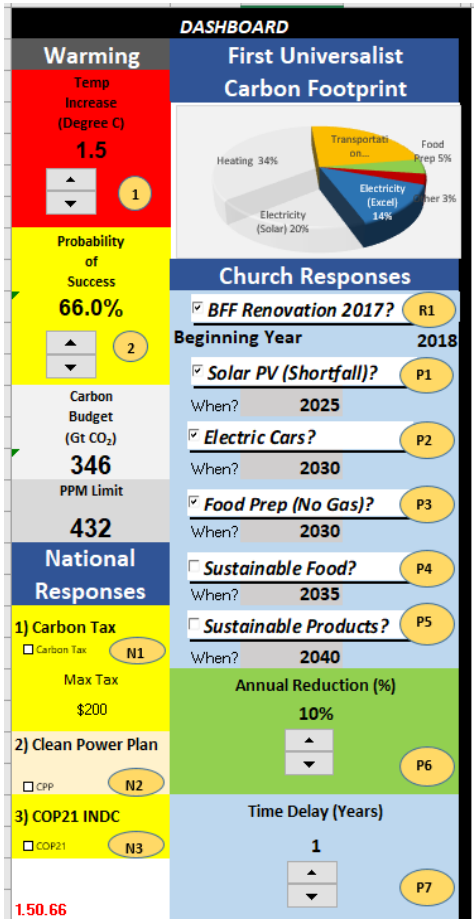 DASHBOARD
Warming
Temp
Increase
(Degree C)
1.5
1
Probability
of
Success
66.0%
2
Carbon
Budget
(Gt CO₂)
346
PPM Limit
432
National
Responses
1) Carbon Tax
Carbon Tax
N1
Max Tax
$200
2) Clean Power Plan
CPP
N2
3) COP21 INDC
COP21
N3
1.50.66
First Universalist
Carbon Footprint
Heating 34%
Transportati
on...
Food
Prep 5%
her 3%
Electricity
(Excel)
14%
Electricity
(Solar) 20%
Church Responses
BFF Renovation 2017?
R1
Beginning Year 2018
Solar PV (Shortfall)?
P1
When? 2025
Electric Cars?
P2
When? 2030
Food Prep (No Gas)?
P3
When? 2030
Sustainable Food?
P4
When? 2035
Sustainable Products?
P5
When? 2040
Annual Reduction (%)
10%
P6
Time Delay (Years)
1
P7